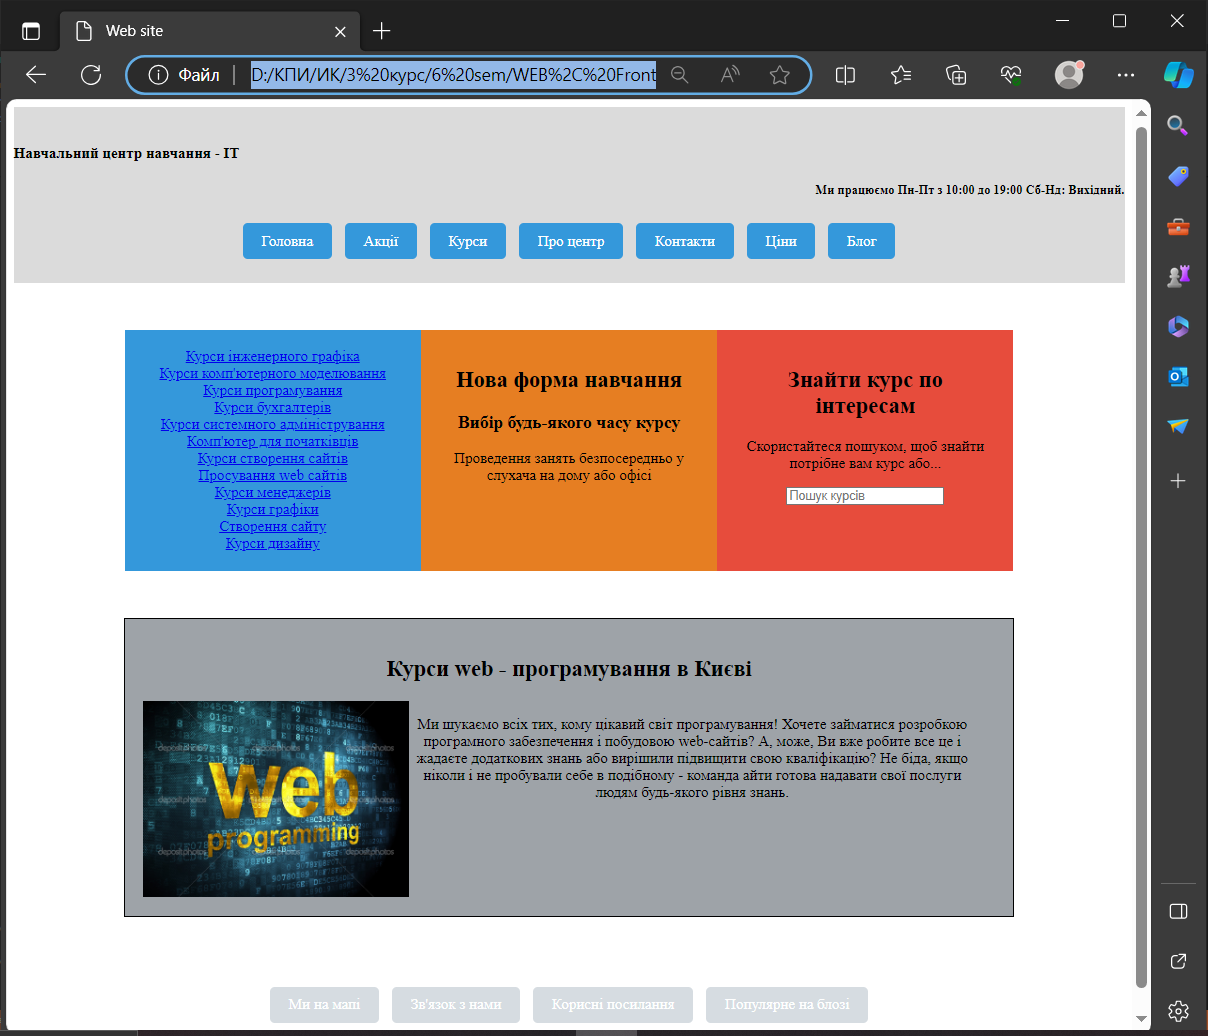 Web site
Файл
D:/КПИ/ИК/3%20курс/6%20sem/WEB%2C%20Front
Навчальний центр навчання - IT
Ми працюємо Пн-Пт з 10:00 до 19:00 Сб-Нд: Вихідний.
Головна Акції Курси Про центр Контакти Ціни Блог
Курси інженерного графіка
Курси комп'ютерного моделювання
Курси програмування
Курси бухгалтерів
Курси системного адміністрування
Комп'ютер для початківців
Курси створення сайтів
Просування web сайтів
Курси менеджерів
Курси графіки
Створення сайту
Курси дизайну
Нова форма навчання
Вибір будь-якого часу курсу
Проведення занять безпосередньо у
слухача на дому або офісі
Знайти курс по
інтересам
Скористайтеся пошуком, щоб знайти
потрібне вам курс або...
Пошук курсів
Курси web - програмування в Києві
web
programming
depositphotos
Ми шукаємо всіх тих, кому цікавий світ програмування! Хочете займатися розробкою
програмного забезпечення і побудовою web-сайтів? А, може, Ви вже робите все це і
жадаєте додаткових знань або вирішили підвищити свою кваліфікацію? Не біда, якщо
ніколи і не пробували себе в подібному - команда айти готова надавати свої послуги
людям будь-якого рівня знань.
Ми на мапі Зв'язок з нами Корисні посилання Популярне на блозі